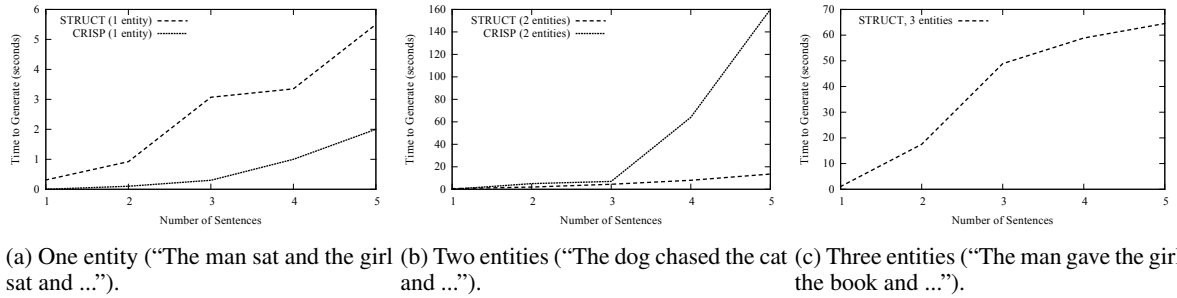 6
5
4
3
2
1
0
Time to Generate (seconds)
STRUCT (1 entity)
CRISP (1 entity)
1 2 3 4 5
Number of Sentences
160
140
120
100
80
60
40
20
0
Time to Generate (seconds)
STRUCT (2 entities)
CRISP (2 entities)
1 2 3 4 5
Number of Sentences
70
60
50
40
30
20
10
0
Time to Generate (seconds)
STRUCT, 3 entities
1 2 3 4 5
Number of Sentences
(a) One entity (“The man sat and the girl
sat and ...”).
(b) Two entities (“The dog chased the cat
and ...”).
(c) Three entities (“The man gave the girl
the book and ...”).